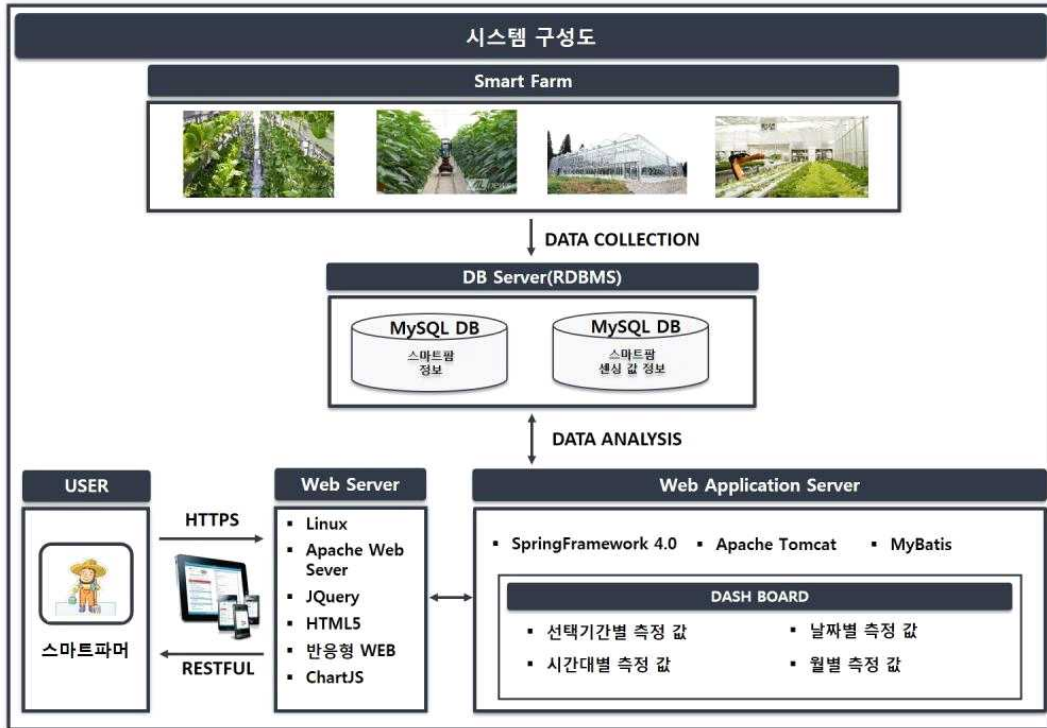 시스템 구성도
Smart Farm
DATA COLLECTION
DB Server(RDBMS)
MySQL DB
스마트팜
정보
MySQL DB
스마트팜
센싱 값 정보
DATA ANALYSIS
USER
스마트파머
HTTPS
RESTFUL
Web Server
▪ Linux
▪ Apache Web
Sever
▪ JQuery
▪ HTML5
▪ 반응형 WEB
▪ ChartJS
Web Application Server
▪ SpringFramework 4.0 ▪ Apache Tomcat ▪ MyBatis
DASH BOARD
▪ 선택기간별 측정 값 ▪ 날짜별 측정 값
▪ 시간대별 측정 값 ▪ 월별 측정 값